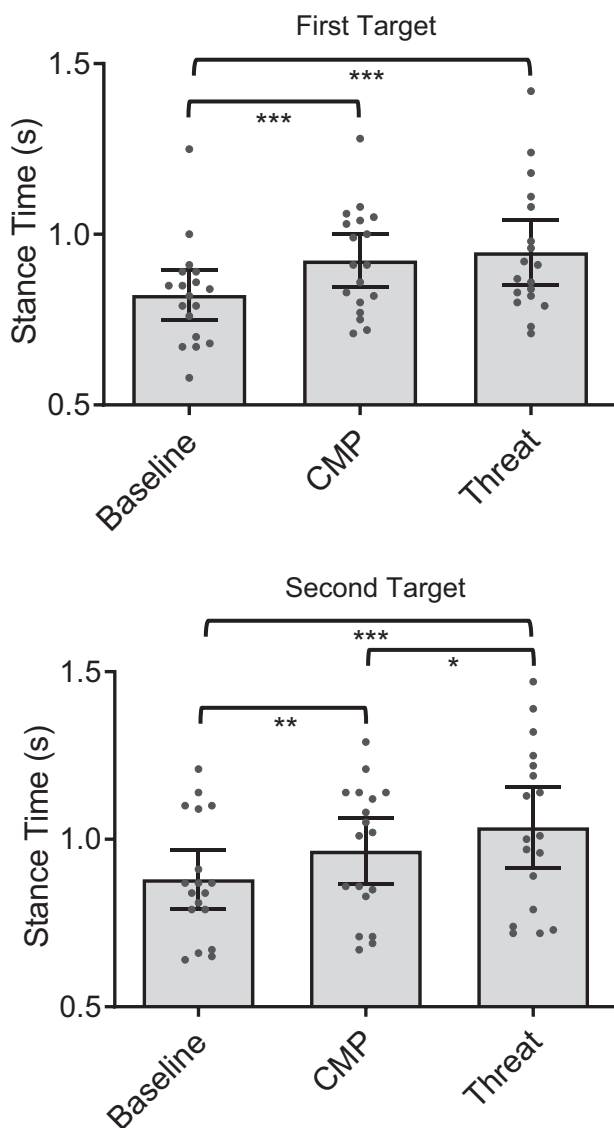 First Target
***
***
Stance Time (s)
1.5
1.0
0.5
Baseline
CMP
Threat
Second Target
***
*
**
Stance Time (s)
1.5
1.0
0.5
Baseline
CMP
Threat